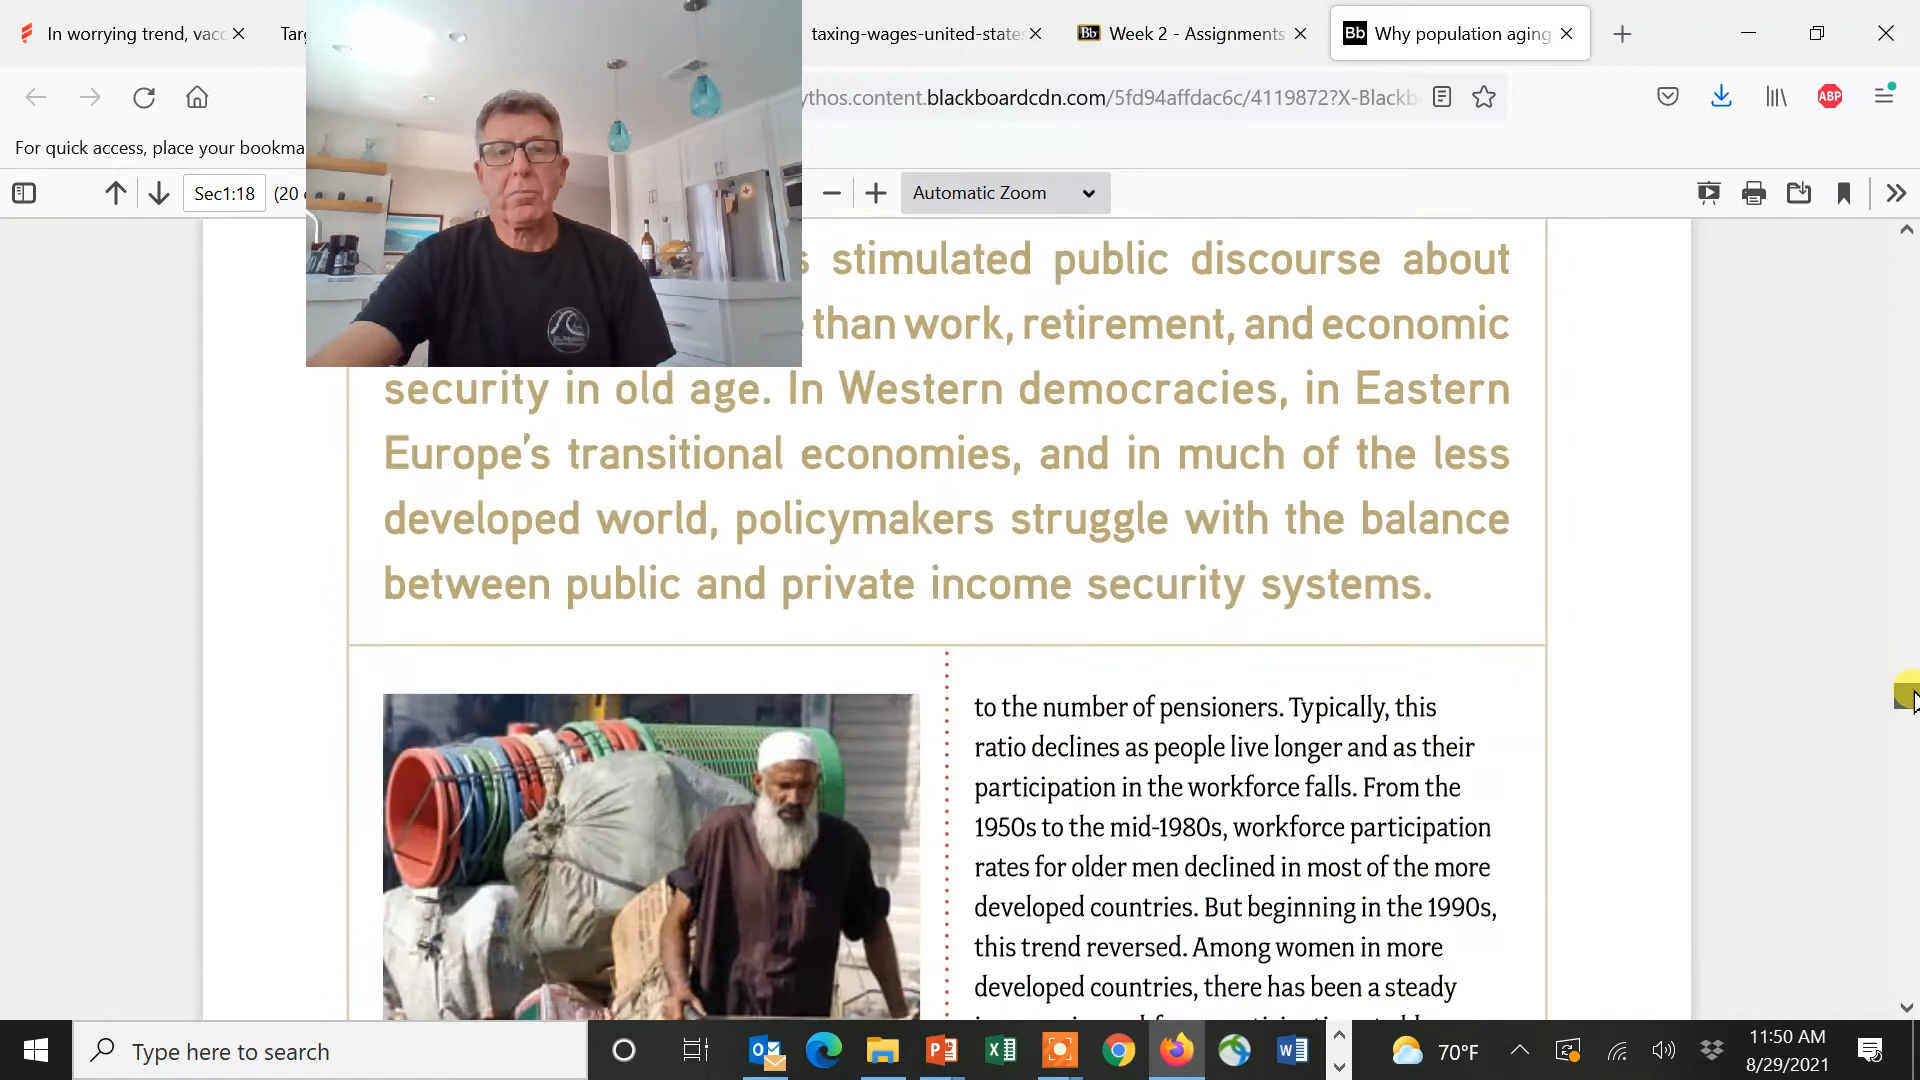 In worrying trend, vacc
Targ
taxing-wages-united-states
Bb Week 2 - Assignments
Bb Why population aging
ythos.content.blackboardcdn.com/5fd94affdac6c/4119872?X-Blackb
ABP
For quick access, place your bookma
Sec1:18 (20 o
Automatic Zoom
s stimulated public discourse about
than work, retirement, and economic
security in old age. In Western democracies, in Eastern
Europe's transitional economies, and in much of the less
developed world, policymakers struggle with the balance
between public and private income security systems.
to the number of pensioners. Typically, this
ratio declines as people live longer and as their
participation in the workforce falls. From the
1950s to the mid-1980s, workforce participation
rates for older men declined in most of the more
developed countries. But beginning in the 1990s,
this trend reversed. Among women in more
developed countries, there has been a steady
Type here to search
70°F
11:50 AM
8/29/2021